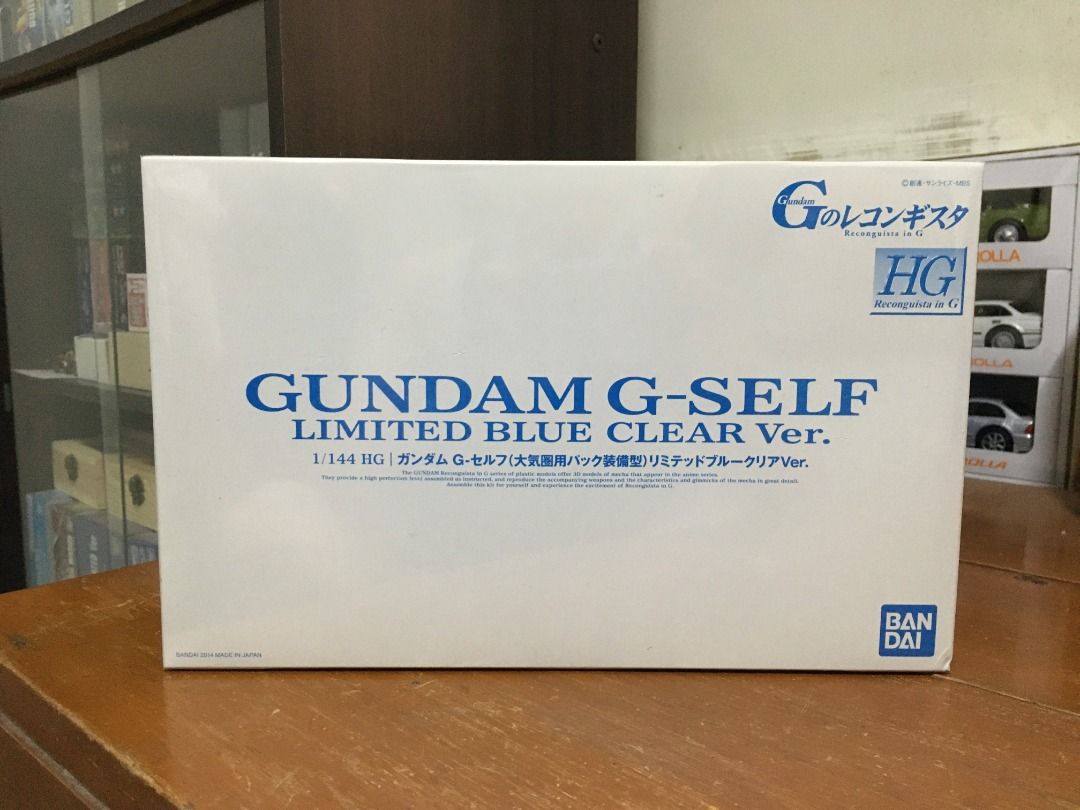 ©創通・サンライズ・MBS
Gundam
Gのレコンギスタ
Reconguista in G
HG
Reconguista in G
GUNDAM G-SELF
LIMITED BLUE CLEAR Ver.
1/144 HG | ガンダム G-セルフ(大気圏用パック装備型)リミテッドブルークリアVer.
The GUNDAM Reconguista In G series of plastic models offer 3D models of mecha that appear in the anime series.
They provide a high perfection level assembled as instructed, and reproduce the accompanying weapons and the characteristics and gimmicks of the mecha in great detail.
Assemble this kit for yourself and experience the excitement of Reconguista in G.
BAN
DAI
BANDAI 2014 MADE IN JAPAN
OLLA
ROLLA
ROLLA